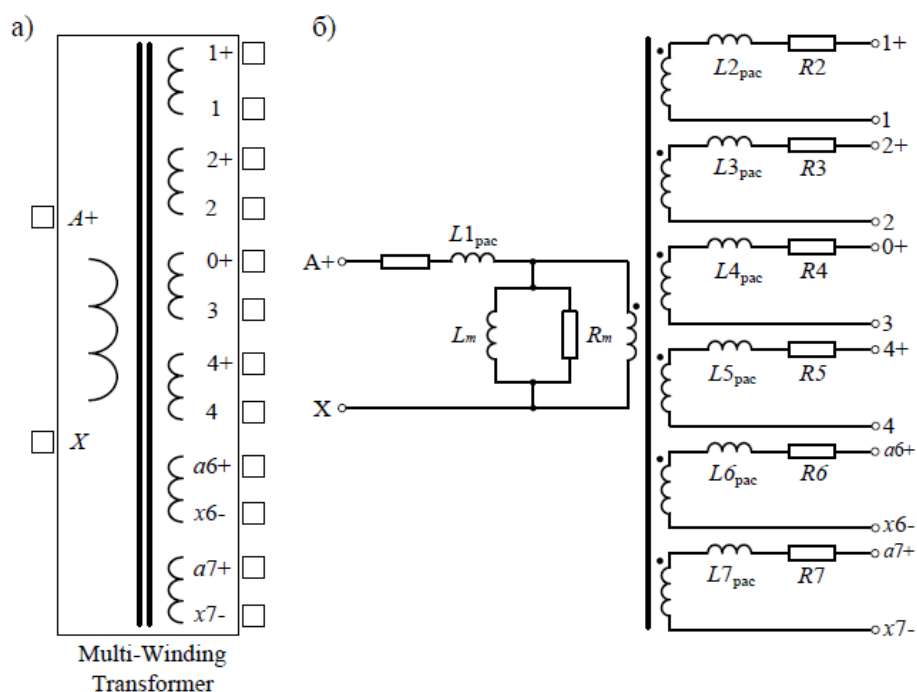 а)
1+
1
2+
2
A+
0+
3
4+
4
X
a6+
x6-
a7+
x7-
Multi-Winding
Transformer
б)
L2рас
R2
1+
1
L3рас
R3
2+
2
L4рас
R4
0+
3
A+
L1рас
Lm
Rm
X
L5рас
R5
4+
4
L6рас
R6
a6+
x6-
L7рас
R7
a7+
x7-